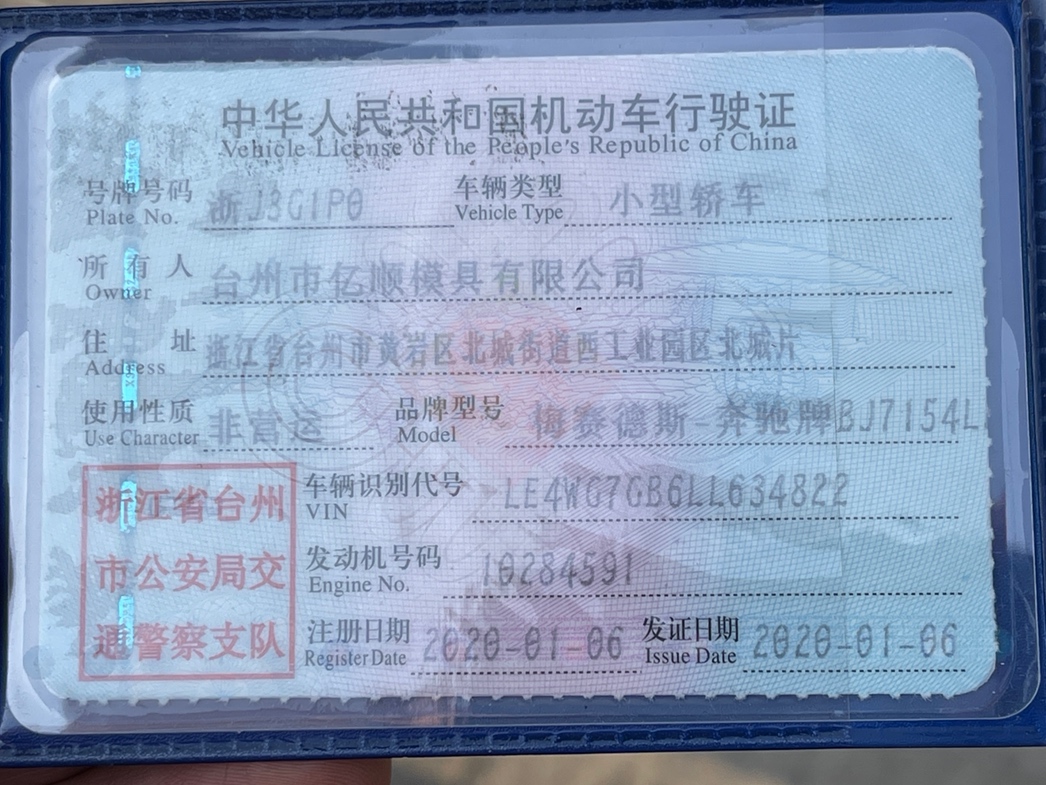 中华人民共和国机动车行驶证
Vehicle License of the People's Republic of China
号牌号码 浙J3G1P0 车辆类型 小型轿车
Plate No. Vehicle Type
所有人 台州市亿顺模具有限公司
Owner
住址 浙江省台州市黄岩区北城街道西工业园区北城片
Address
使用性质 非营运 品牌型号 梅赛德斯-奔驰牌BJ7154L
Use Character Model
车辆识别代号 LE4WG7GB6LL634822
VIN
发动机号码 10284591
Engine No.
注册日期 2020-01-06 发证日期 2020-01-06
Register Date Issue Date
浙江省台州
市公安局交
通警察支队